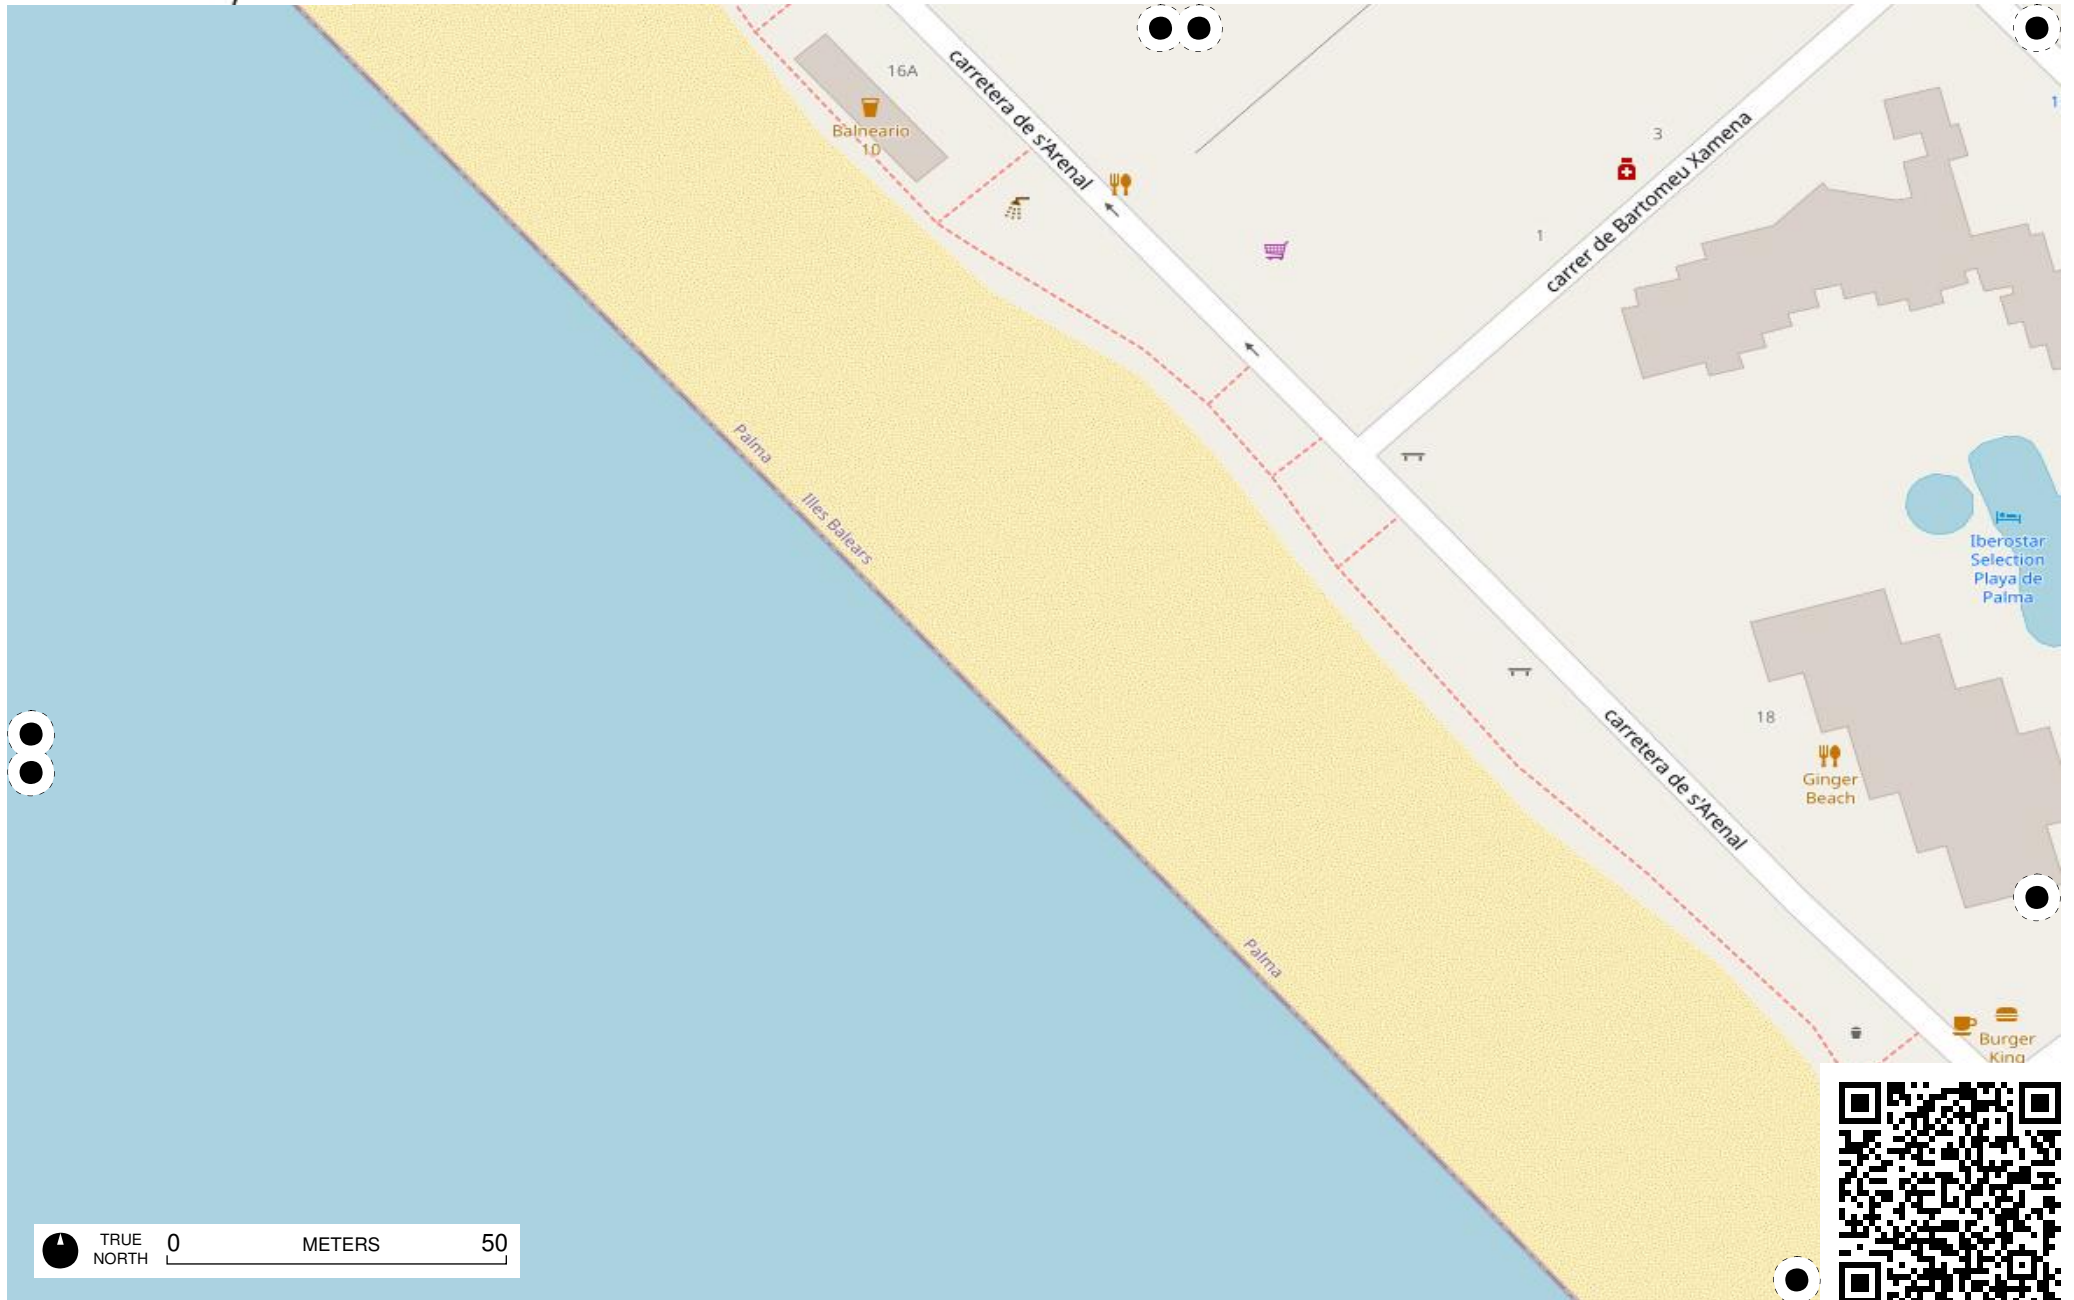 16A
carretera de s'Arenal
Balneario
10
3
1
1
carrer de Bartomeu Xamena
Palma
Illes Balears
Iberostar
Selection
Playa de
Palma
18
carretera de s'Arenal
Ginger
Beach
Palma
Burger
King
TRUE
NORTH
0 METERS 50